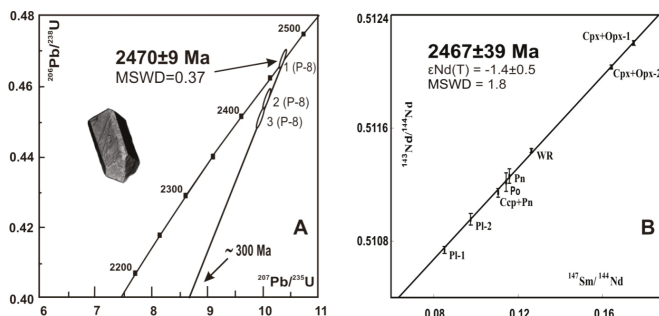 0.48
0.46
0.44
0.42
0.40
²⁰⁶Pb/²³⁸U
2470±9 Ma
MSWD=0.37
2500
1 (P-8)
2 (P-8)
3 (P-8)
2400
2300
2200
A
~ 300 Ma
²⁰⁷Pb/²³⁵U
6 7 8 9 10 11
0.5124
0.5116
0.5108
¹⁴³Nd/¹⁴⁴Nd
2467±39 Ma
εNd(T) = -1.4±0.5
MSWD = 1.8
Cpx+Opx-1
Cpx+Opx-2
WR
Pn
Po
Ccp+Pn
Pl-2
Pl-1
B
¹⁴⁷Sm/¹⁴⁴Nd
0.08 0.12 0.16